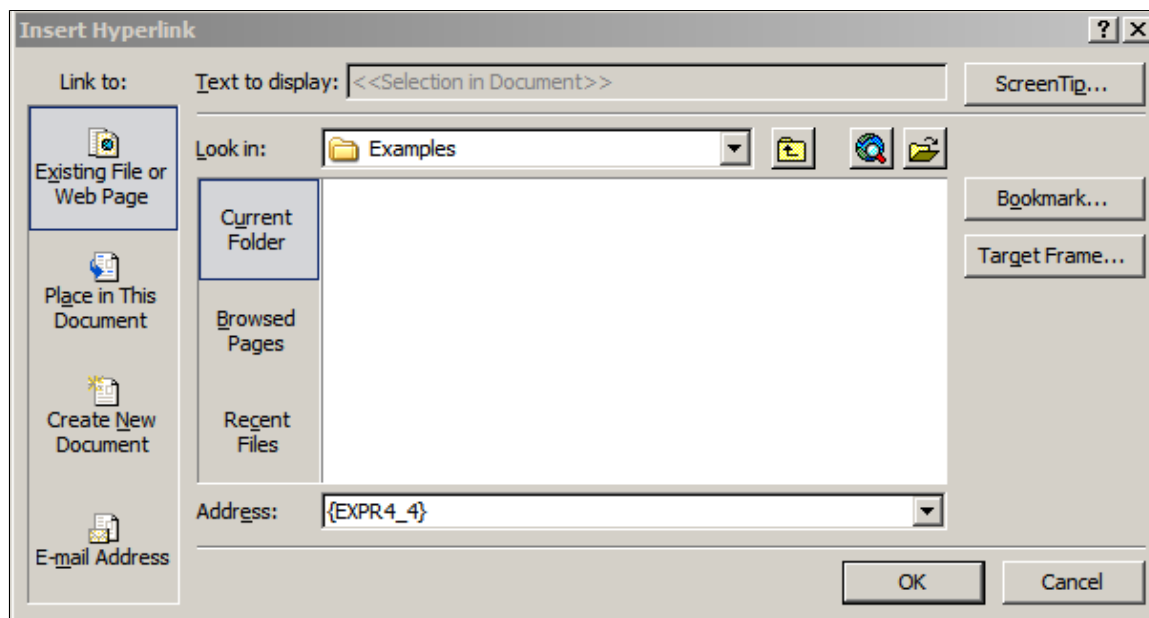 Insert Hyperlink
Link to:
Text to display: <<Selection in Document>>
ScreenTip...
Existing File or
Web Page
Place in This
Document
Create New
Document
E-mail Address
Look in: Examples
Current
Folder
Browsed
Pages
Recent
Files
Bookmark...
Target Frame...
Address: {EXPR4_4}
OK
Cancel